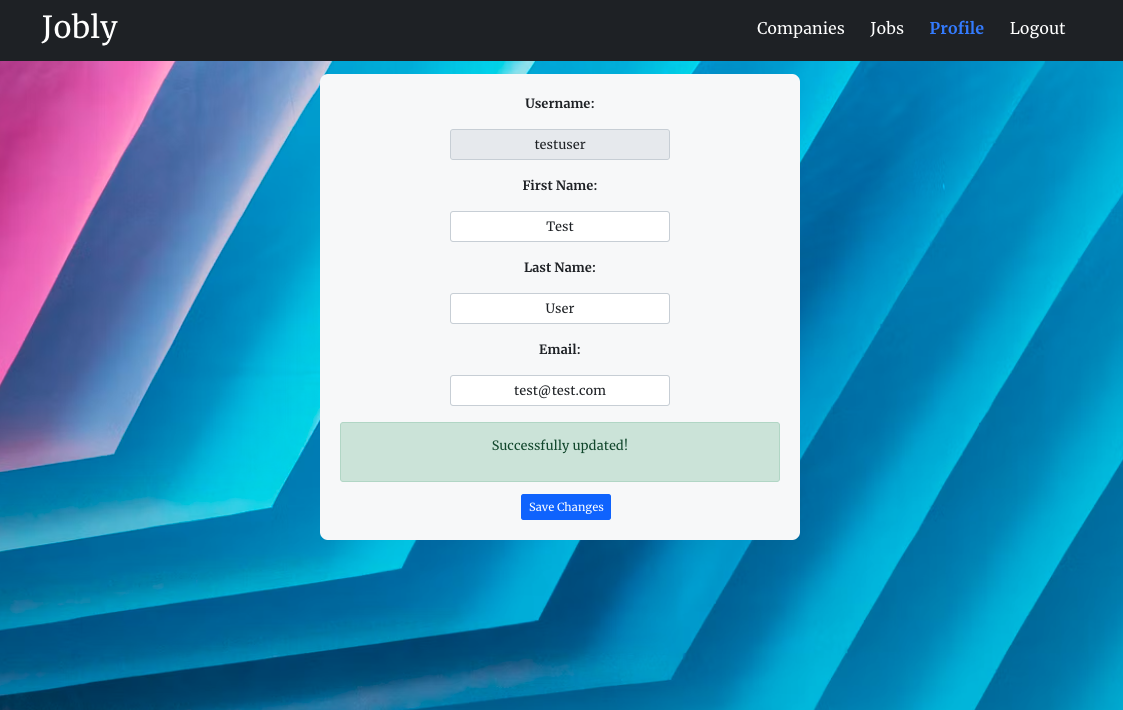 Jobly
Companies Jobs Profile Logout
Username:
testuser
First Name:
Test
Last Name:
User
Email:
test@test.com
Successfully updated!
Save Changes